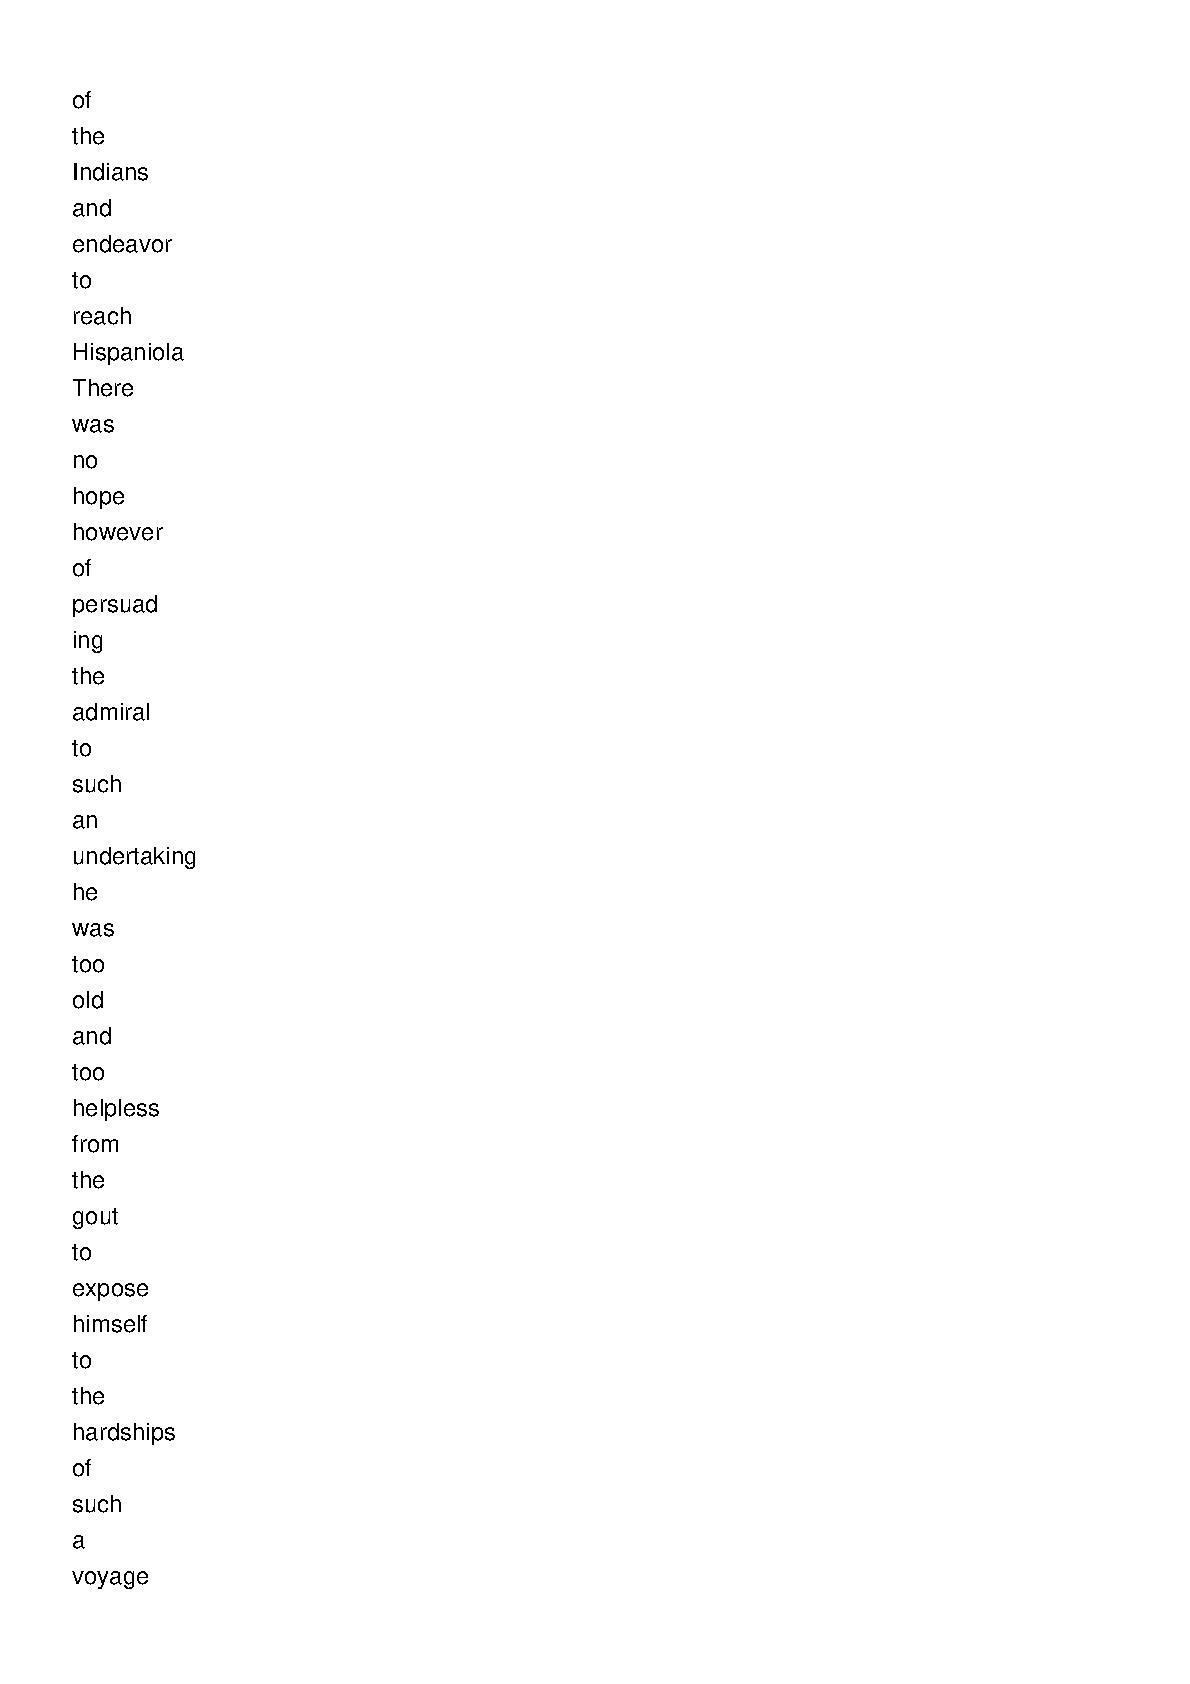 of
the
Indians
and
endeavor
to
reach
Hispaniola
There
was
no
hope
however
of
persuad
ing
the
admiral
to
such
an
undertaking
he
was
too
old
and
too
helpless
from
the
gout
to
expose
himself
to
the
hardships
of
such
a
voyage